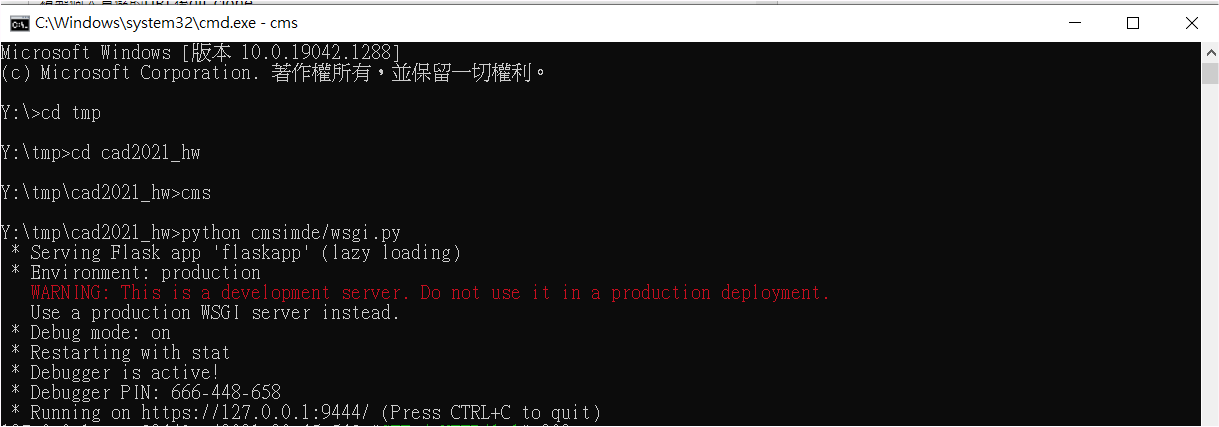 C:\Windows\system32\cmd.exe - cms
Microsoft Windows [版本 10.0.19042.1288]
(c) Microsoft Corporation. 著作權所有，並保留一切權利。
Y:\>cd tmp
Y:\tmp>cd cad2021_hw
Y:\tmp\cad2021_hw>cms
Y:\tmp\cad2021_hw>python cmsimde/wsgi.py
* Serving Flask app 'flaskapp' (lazy loading)
* Environment: production
WARNING: This is a development server. Do not use it in a production deployment.
Use a production WSGI server instead.
* Debug mode: on
* Restarting with stat
* Debugger is active!
* Debugger PIN: 666-448-658
* Running on https://127.0.0.1:9444/ (Press CTRL+C to quit)